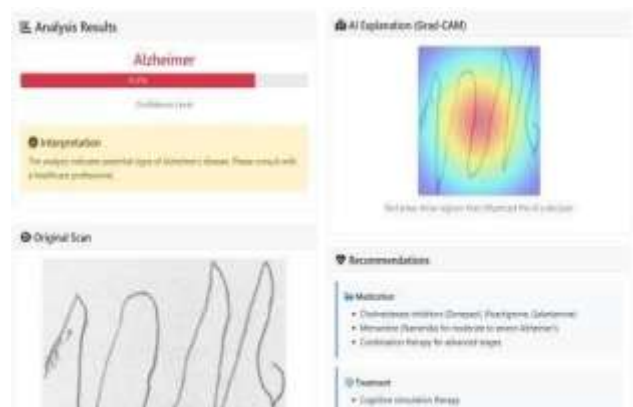 Analysis Results
Alzheimer
Confidence Level
Interpretation
The analysis indicates potential signs of Alzheimer's disease. Please consult with
a healthcare professional.
Original Scan
AI Explanation (Grad-CAM)
Red areas show regions that influenced the AI's decision
Recommendations
Medication
Cholinesterase inhibitors (Donepezil, Rivastigmine, Galantamine)
Memantine (Namenda) for moderate to severe Alzheimer's
Combination therapy for advanced stages
Treatment
Cognitive stimulation therapy